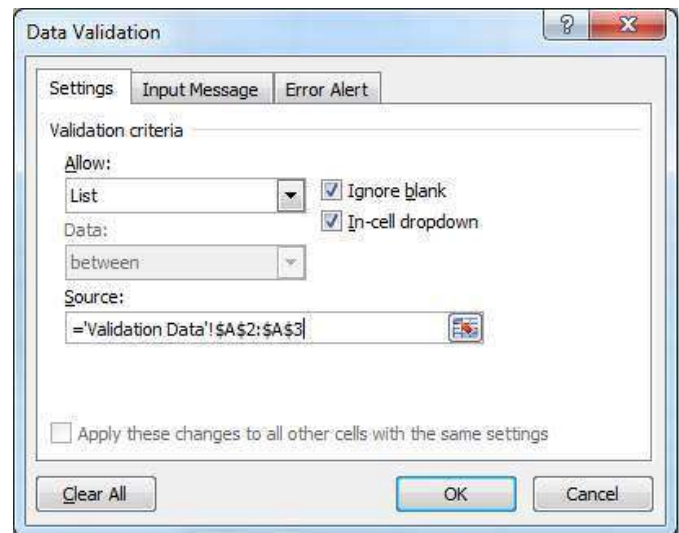 Data Validation
Settings Input Message Error Alert
Validation criteria
Allow:
List
Ignore blank
In-cell dropdown
Data:
between
Source:
='Validation Data'!$A$2:$A$3
Apply these changes to all other cells with the same settings
Clear All OK Cancel